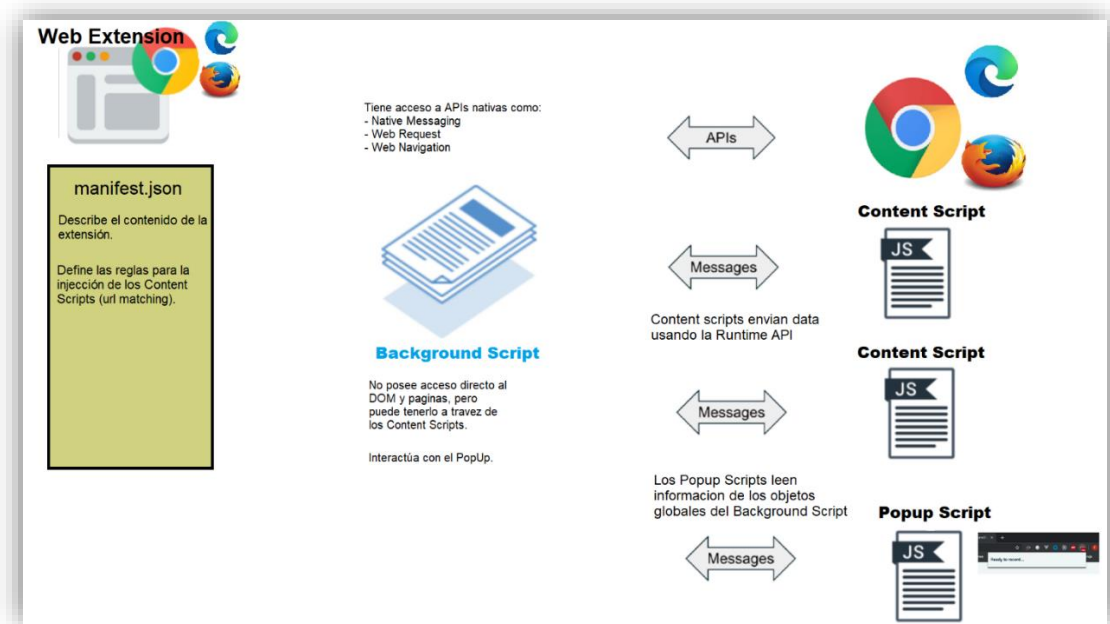 Web Extension
manifest.json
Describe el contenido de la
extensión.
Define las reglas para la
injección de los Content
Scripts (url matching).
Tiene acceso a APIs nativas como:
- Native Messaging
- Web Request
- Web Navigation
Background Script
No posee acceso directo al
DOM y paginas, pero
puede tenerlo a travez de
los Content Scripts.
Interactúa con el PopUp.
APIs
Content Script
JS
Messages
Content scripts envian data
usando la Runtime API
Content Script
JS
Messages
Los Popup Scripts leen
informacion de los objetos
globales del Background Script
Popup Script
JS
Messages
Ready to record...